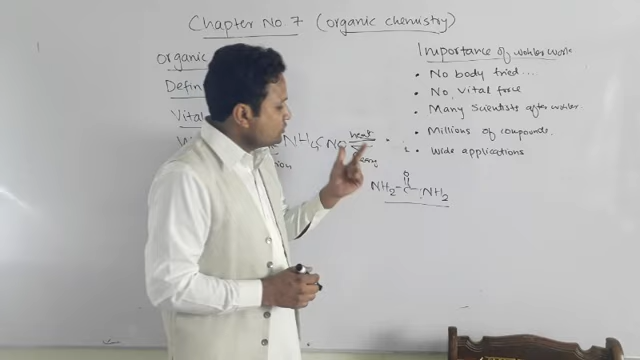 Chapter No 7 (organic chemistry)
organic
Defin
Vital
NH4CNO heat
NH2-C-NH2
O
Importance of wohler work
• No body tried....
• No Vital force
• Many Scientists after wohler
• Millions of compounds.
• Wide applications